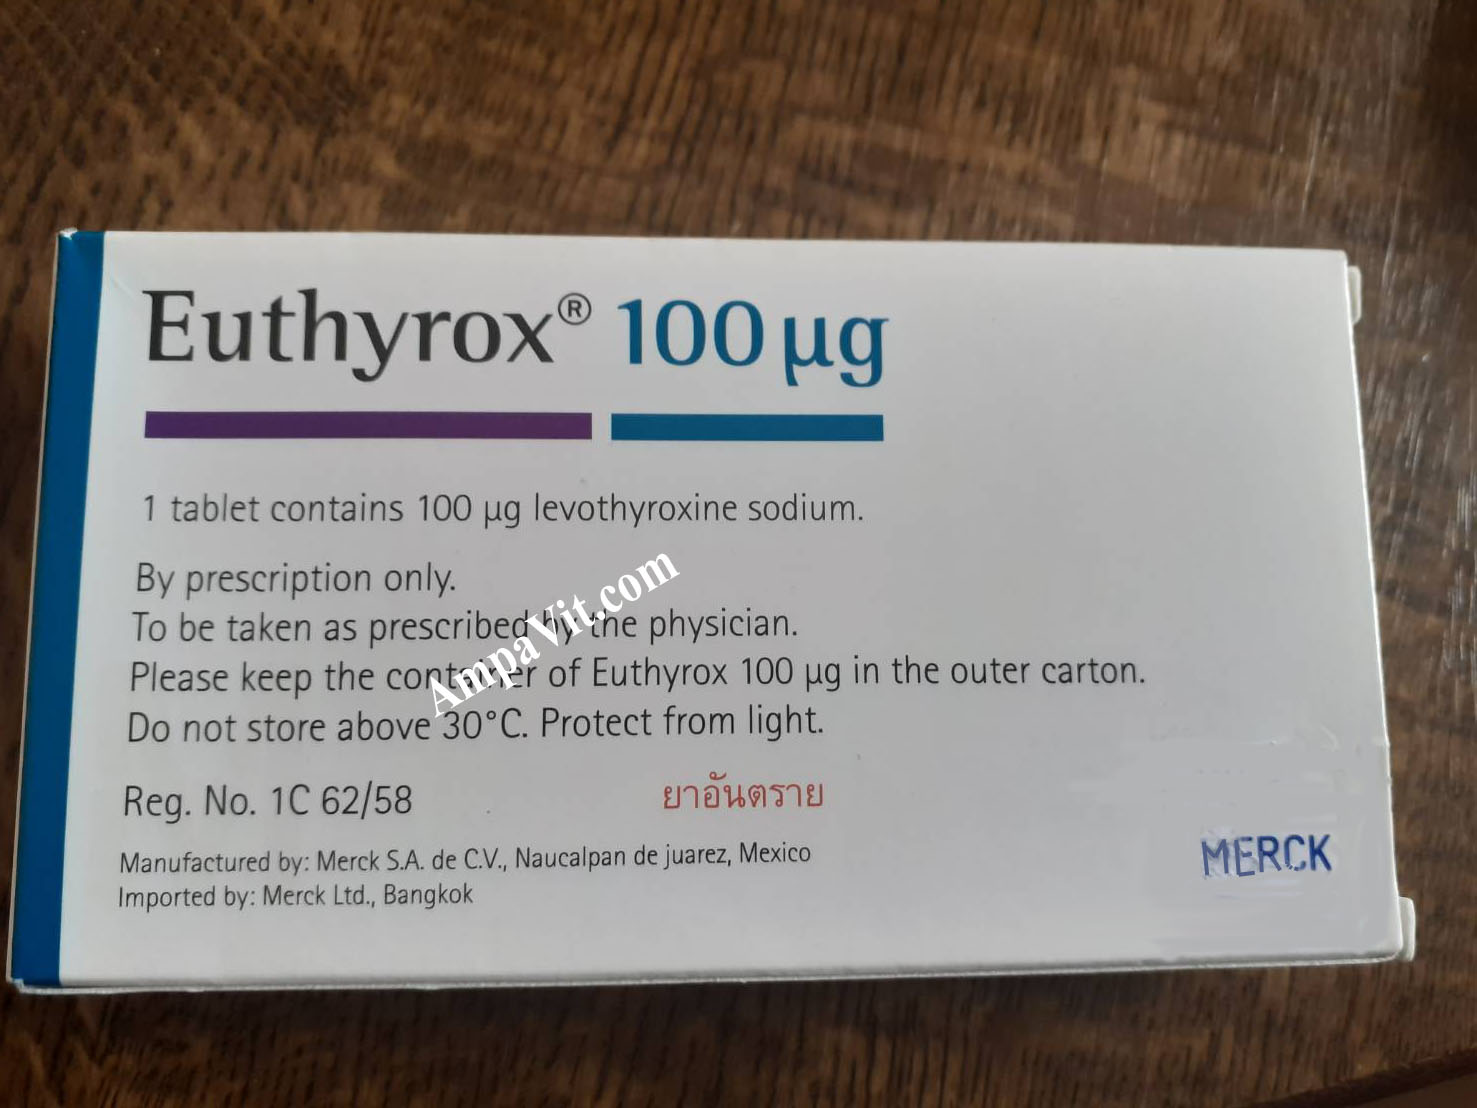 Euthyrox® 100 µg
1 tablet contains 100 µg levothyroxine sodium.
By prescription only.
To be taken as prescribed by the physician.
Please keep the container of Euthyrox 100 µg in the outer carton.
Do not store above 30°C. Protect from light.
AmpaVit.com
Reg. No. 1C 62/58 ยาอันตราย
Manufactured by: Merck S.A. de C.V., Naucalpan de juarez, Mexico
Imported by: Merck Ltd., Bangkok
MERCK